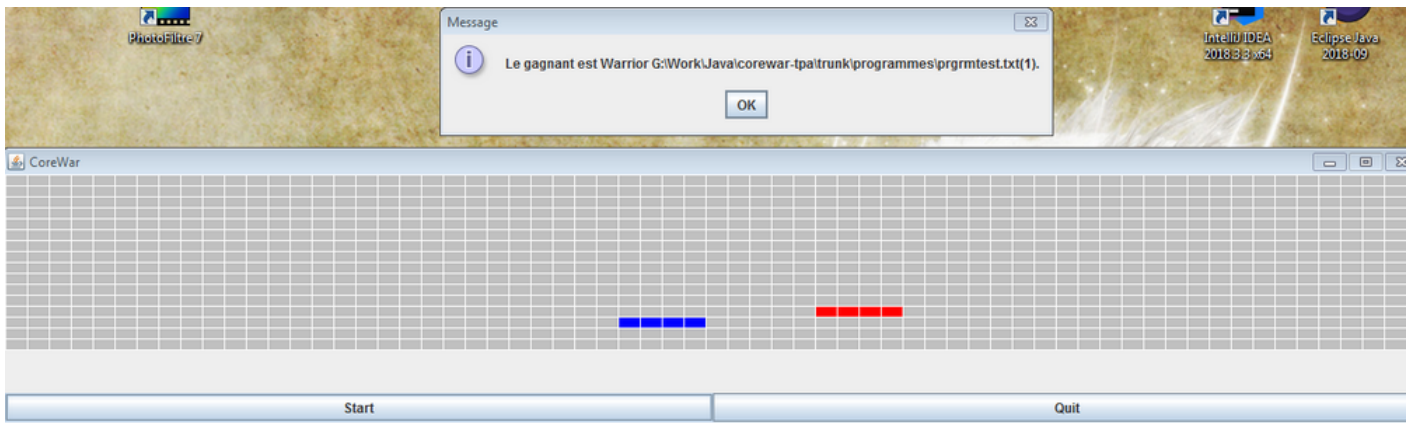 PhotoFiltre 7
Message
Le gagnant est Warrior G:\Work\Java\corewar-tpa\trunk\programmes\prgrmtest.txt(1).
OK
IntelliJ IDEA
2018.3.3 x64
Eclipse Java
2018-09
CoreWar
Start
Quit